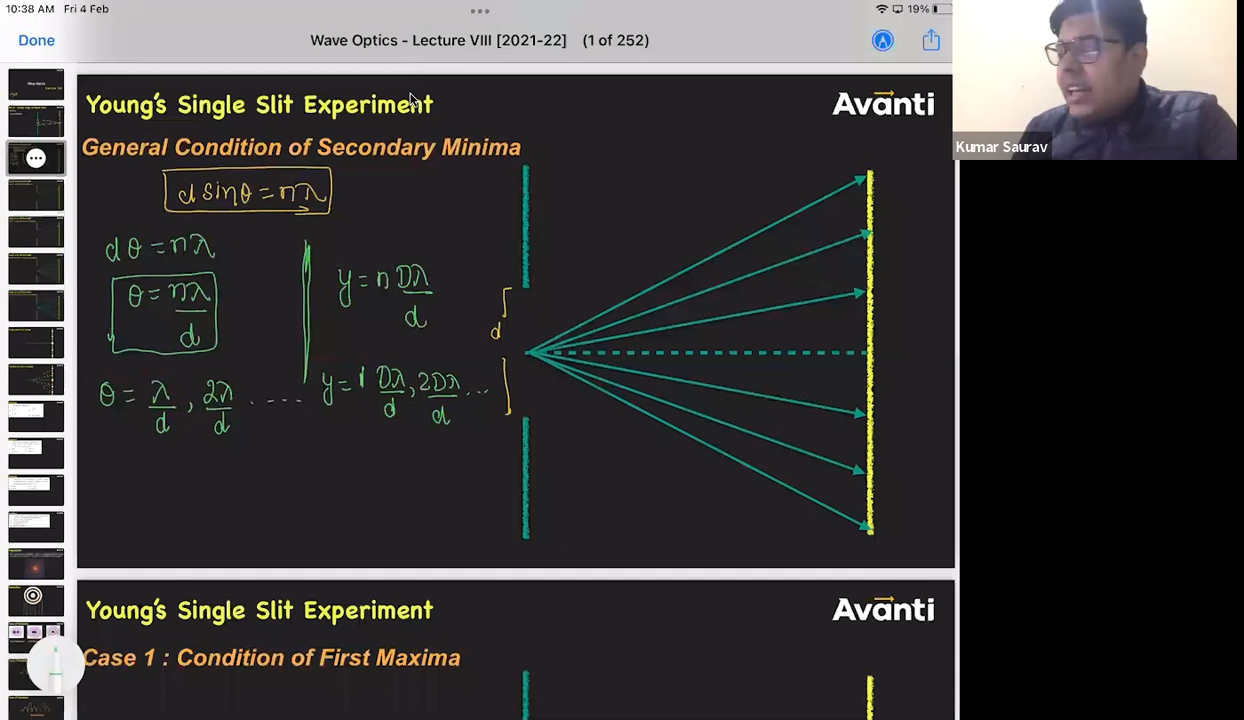 10:38 AM Fri 4 Feb
19%
Done
Wave Optics - Lecture VIII [2021-22] (1 of 252)
Kumar Saurav
Young's Single Slit Experiment
Avanti
General Condition of Secondary Minima
d sinθ = nλ
dθ = nλ
θ = nλ/d
y = n Dλ/d
d
θ = λ/d, 2λ/d .....
y = 1 Dλ/d, 2Dλ/d ...
Young's Single Slit Experiment
Avanti
Case 1 : Condition of First Maxima